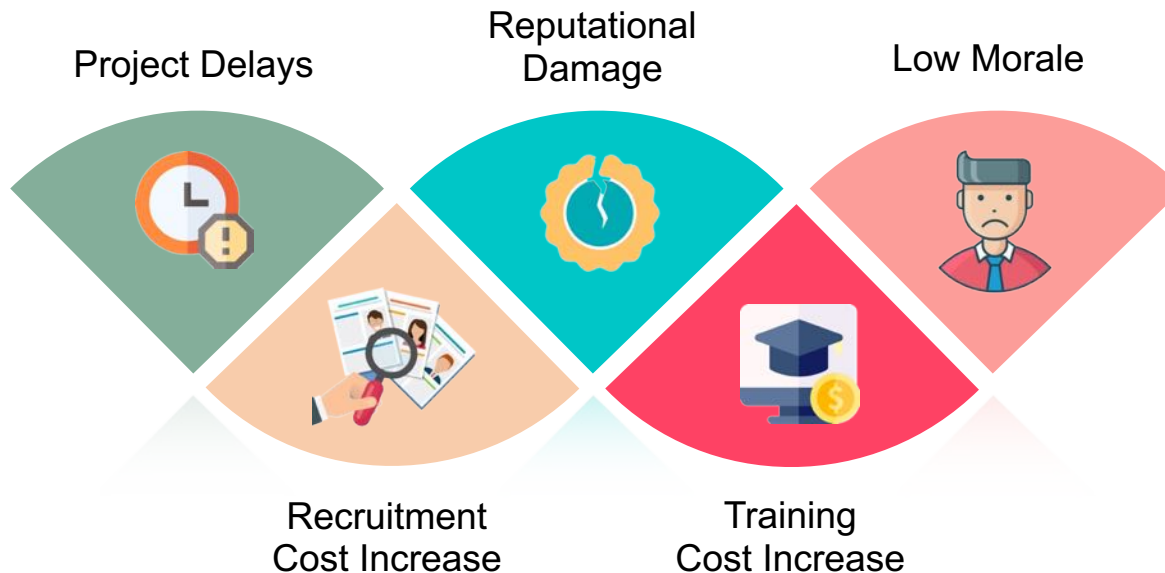 Project Delays
Reputational
Damage
Low Morale
Recruitment
Cost Increase
Training
Cost Increase